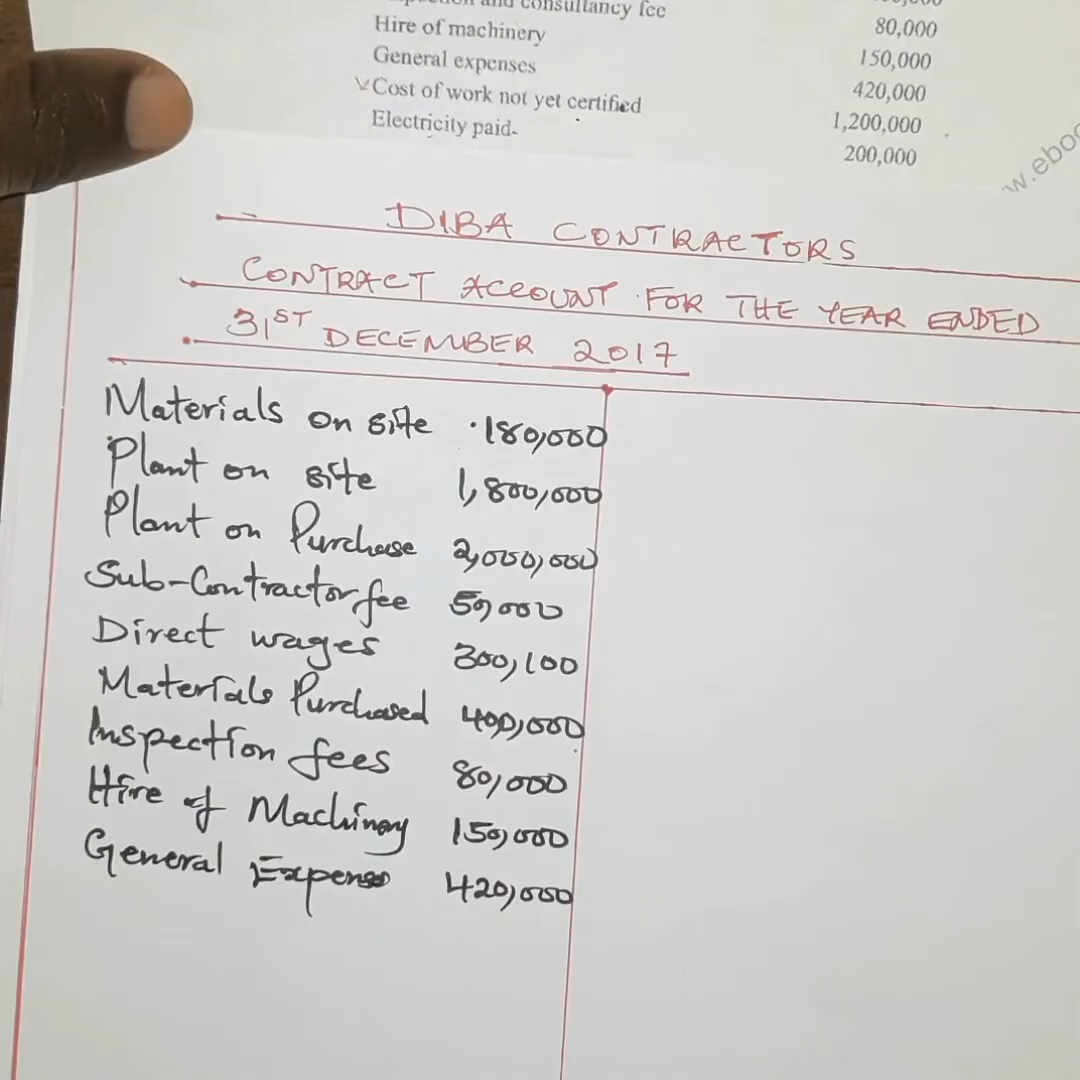 consultancy fee
Hire of machinery 80,000
General expenses 150,000
Cost of work not yet certified 420,000
Electricity paid- 1,200,000
200,000
w.eboo
DIBA CONTRACTORS
CONTRACT ACCOUNT FOR THE YEAR ENDED
31ST DECEMBER 2017
Materials on site 180,000
Plant on site 1,800,000
Plant on Purchase 2,000,000
Sub-Contractor fee 50,000
Direct wages 300,100
Materials Purchased 400,000
Inspection fees 80,000
Hire of Machinery 150,000
General Expenses 420,000